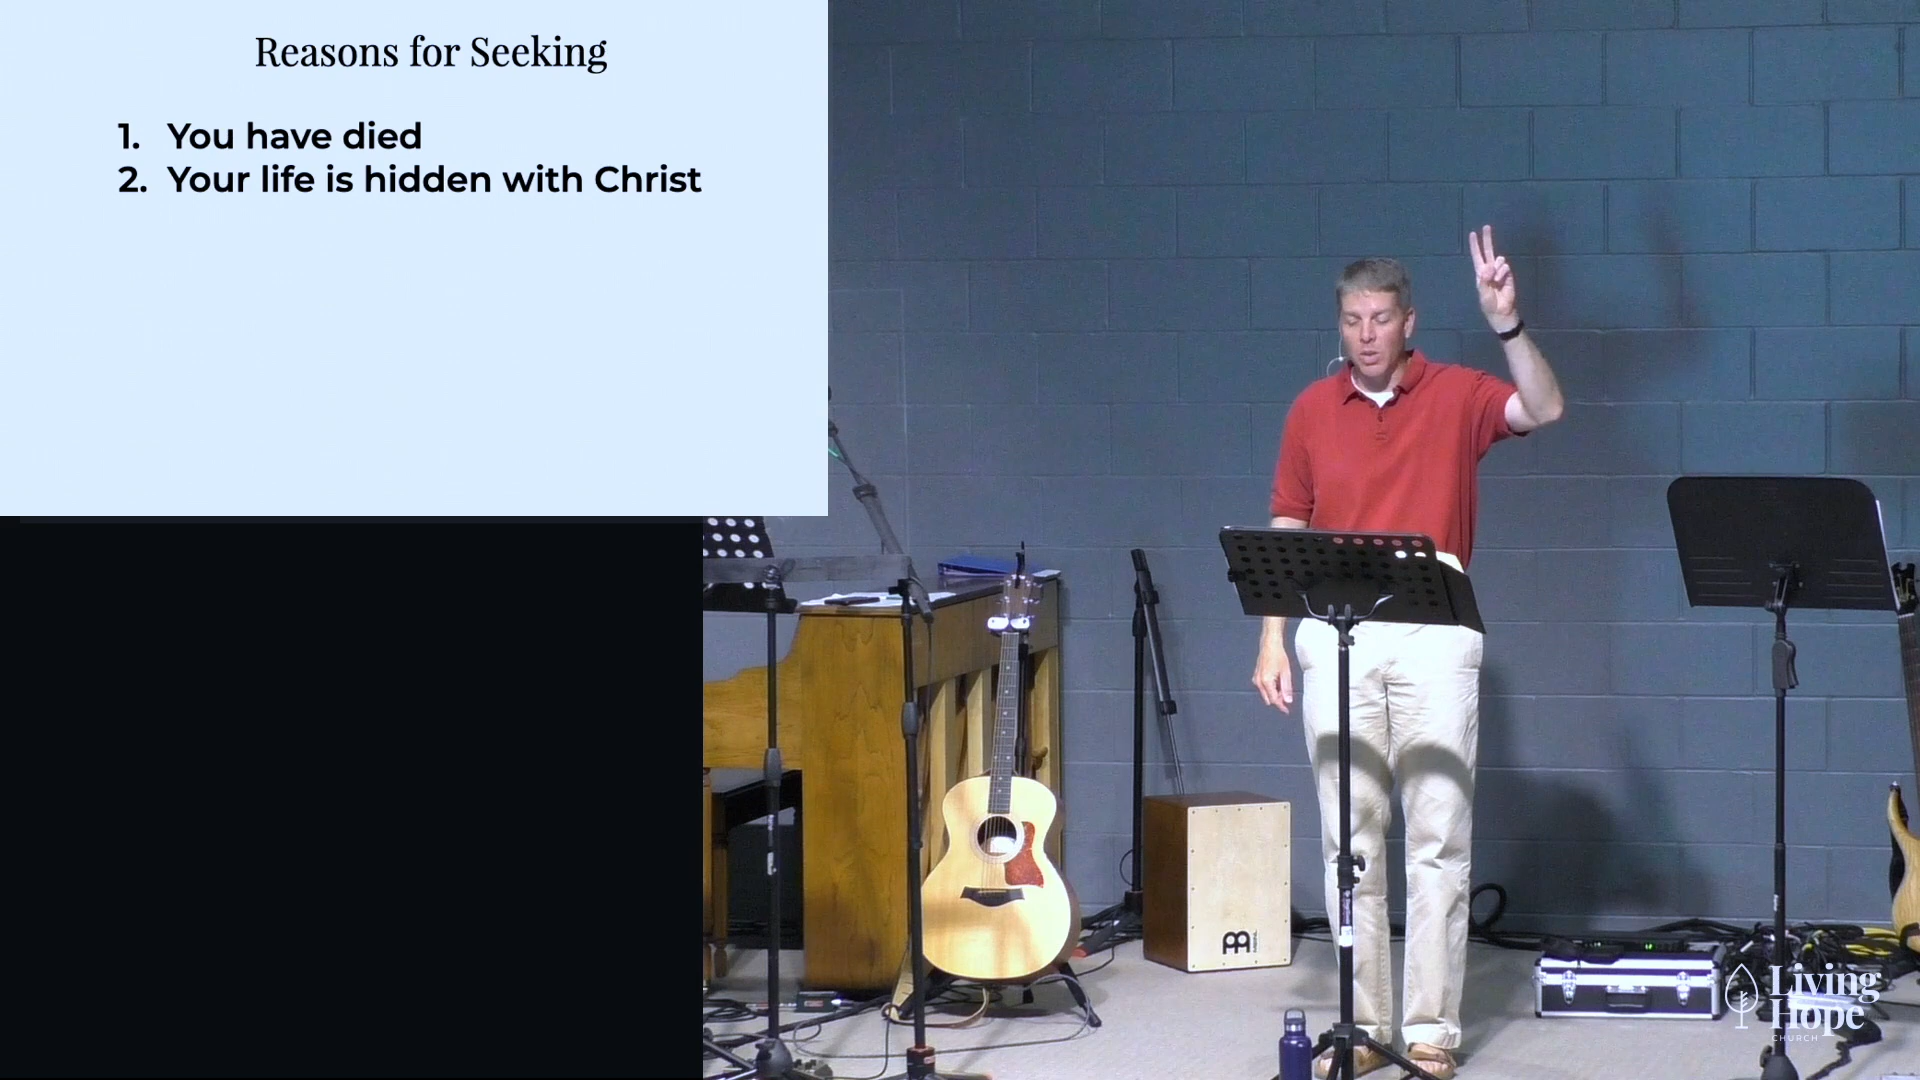 Reasons for Seeking
1. You have died
2. Your life is hidden with Christ
Living
Hope
CHURCH